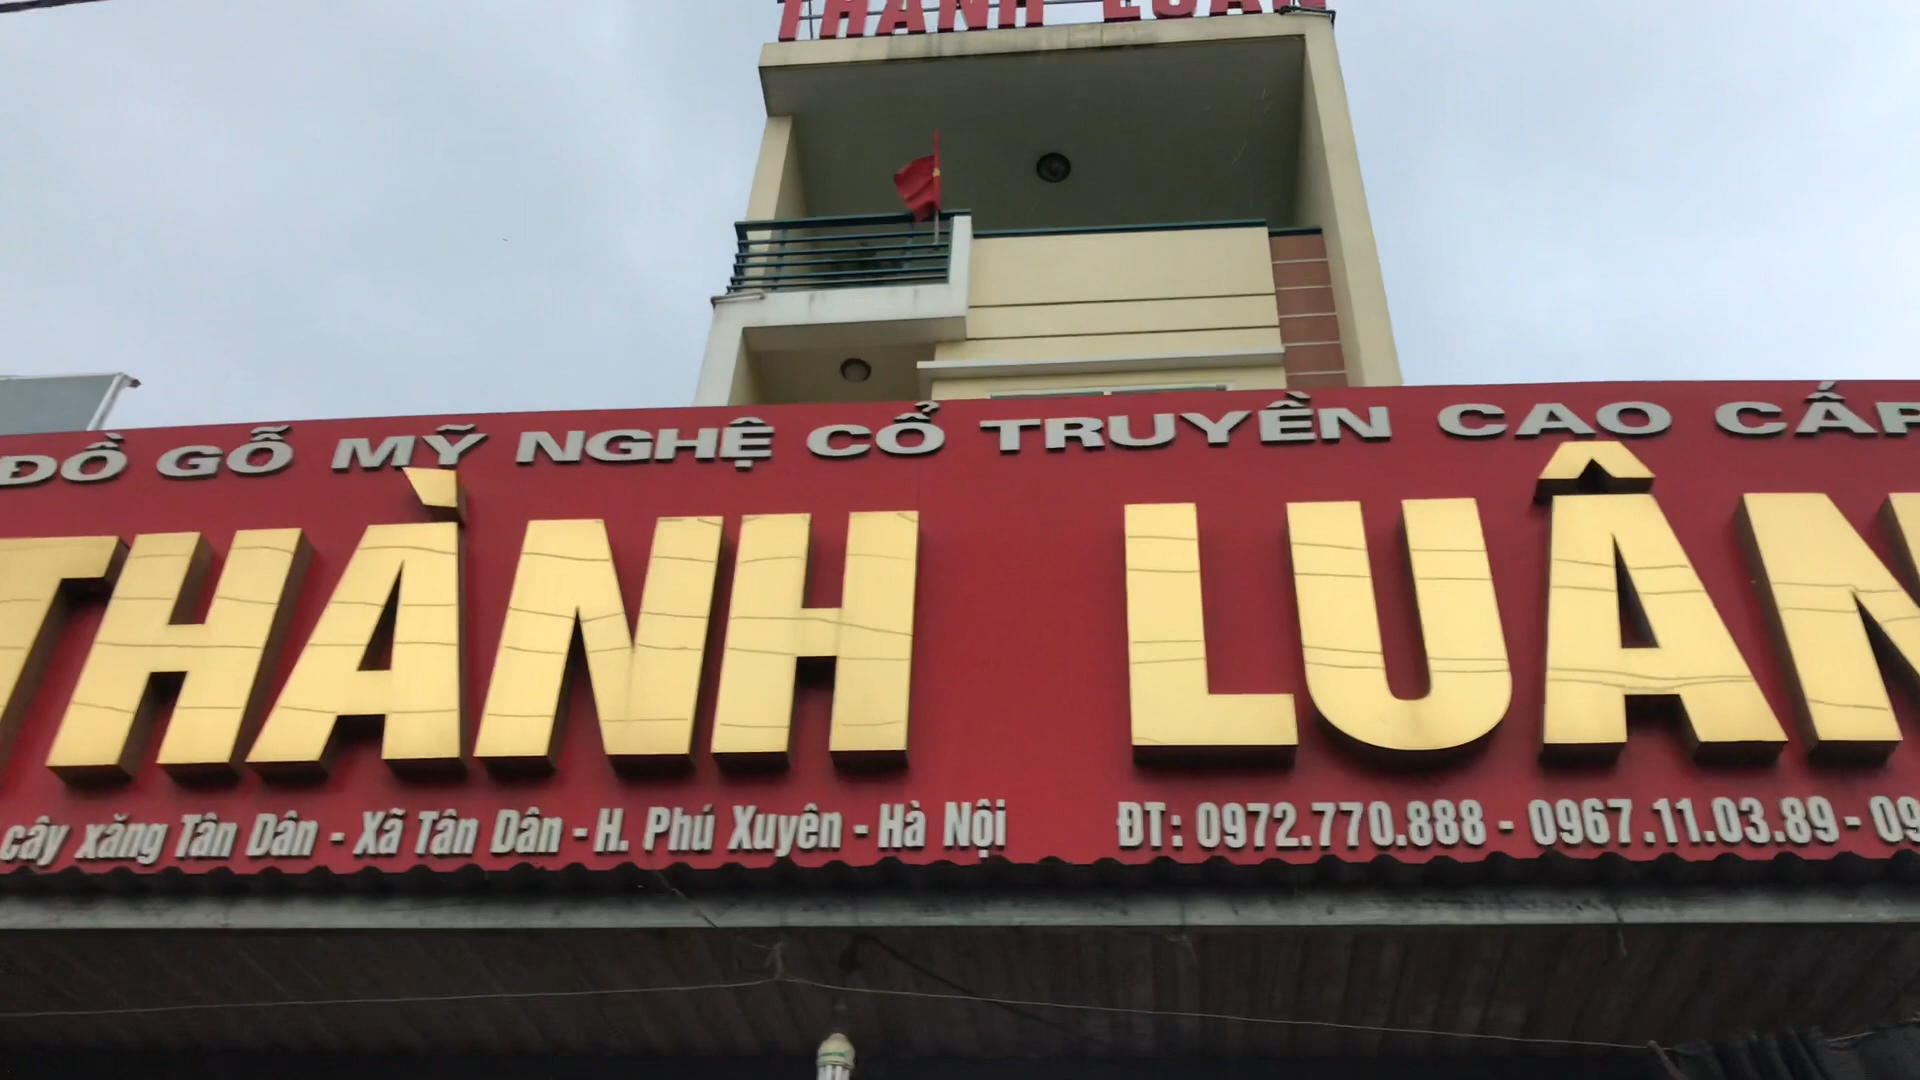 THÀNH LUÂN
ĐỒ GỖ MỸ NGHỆ CỔ TRUYỀN CAO CẤP
THÀNH LUÂN
cây xăng Tân Dân - Xã Tân Dân - H. Phú Xuyên - Hà Nội ĐT: 0972.770.888 - 0967.11.03.89 - 09